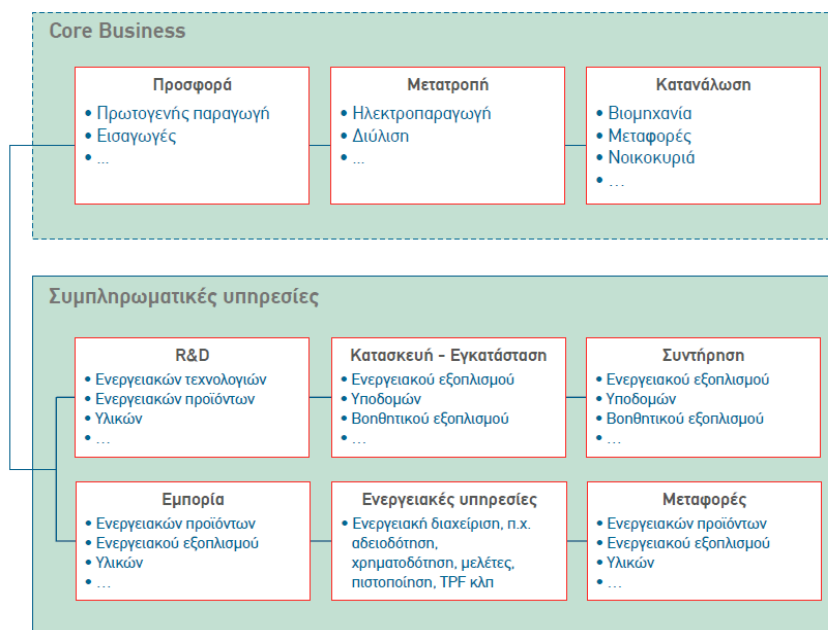 Core Business
Προσφορά
• Πρωτογενής παραγωγή
• Εισαγωγές
• ...
Μετατροπή
• Ηλεκτροπαραγωγή
• Διύλιση
• ...
Κατανάλωση
• Βιομηχανία
• Μεταφορές
• Νοικοκυριά
• ...
Συμπληρωματικές υπηρεσίες
R&D
• Ενεργειακών τεχνολογιών
• Ενεργειακών προϊόντων
• Υλικών
• ...
Κατασκευή - Εγκατάσταση
• Ενεργειακού εξοπλισμού
• Υποδομών
• Βοηθητικού εξοπλισμού
• ...
Συντήρηση
• Ενεργειακού εξοπλισμού
• Υποδομών
• Βοηθητικού εξοπλισμού
• ...
Εμπορία
• Ενεργειακών προϊόντων
• Ενεργειακού εξοπλισμού
• Υλικών
• ...
Ενεργειακές υπηρεσίες
• Ενεργειακή διαχείριση, π.χ.
αδειοδότηση,
χρηματοδότηση, μελέτες,
πιστοποίηση, TPF κλπ
Μεταφορές
• Ενεργειακών προϊόντων
• Ενεργειακού εξοπλισμού
• Υλικών
• ...